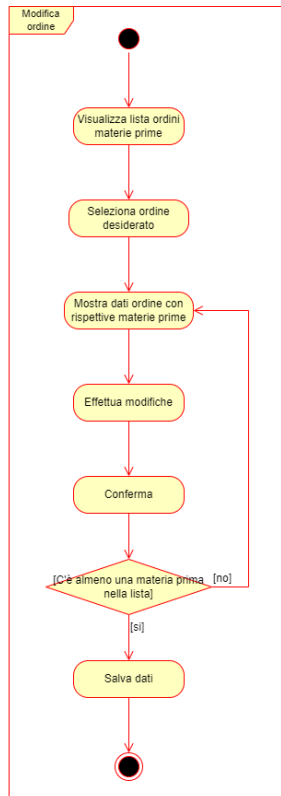 Modifica
ordine
Visualizza lista ordini
materie prime
Seleziona ordine
desiderato
Mostra dati ordine con
rispettive materie prime
Effettua modifiche
Conferma
[C'è almeno una materia prima
nella lista]
[no]
[si]
Salva dati